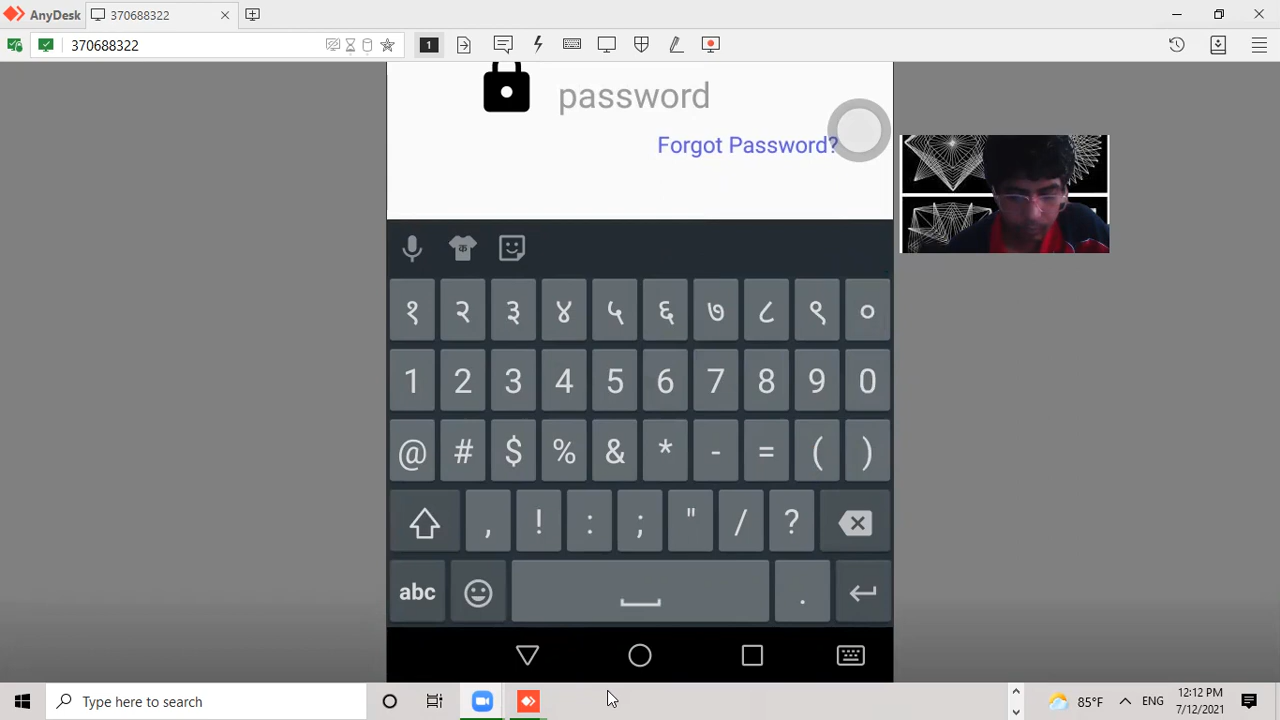 AnyDesk
370688322
370688322
1
password
Forgot Password?
क
१ २ ३ ४ ५ ६ ७ ८ ९ ०
1 2 3 4 5 6 7 8 9 0
@ # $ % & * - = ( )
, ! : ; " / ?
abc .
Type here to search
85°F
ENG
12:12 PM
7/12/2021